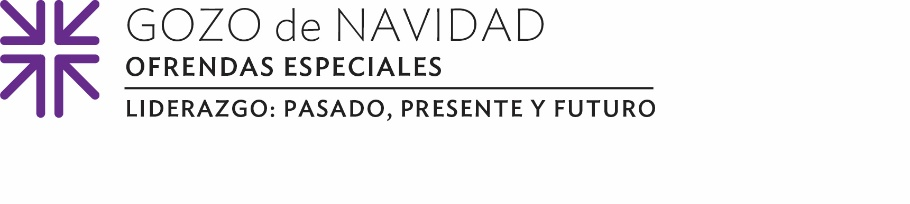 GOZO de NAVIDAD
OFRENDAS ESPECIALES
LIDERAZGO: PASADO, PRESENTE Y FUTURO